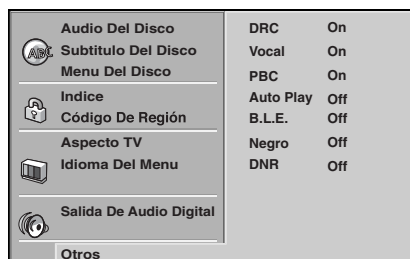 Audio Del Disco
Subtitulo Del Disco
Menu Del Disco
Indice
Código De Región
Aspecto TV
Idioma Del Menu
Salida De Audio Digital
Otros
DRC On
Vocal On
PBC On
Auto Play Off
B.L.E. Off
Negro Off
DNR Off
ABC